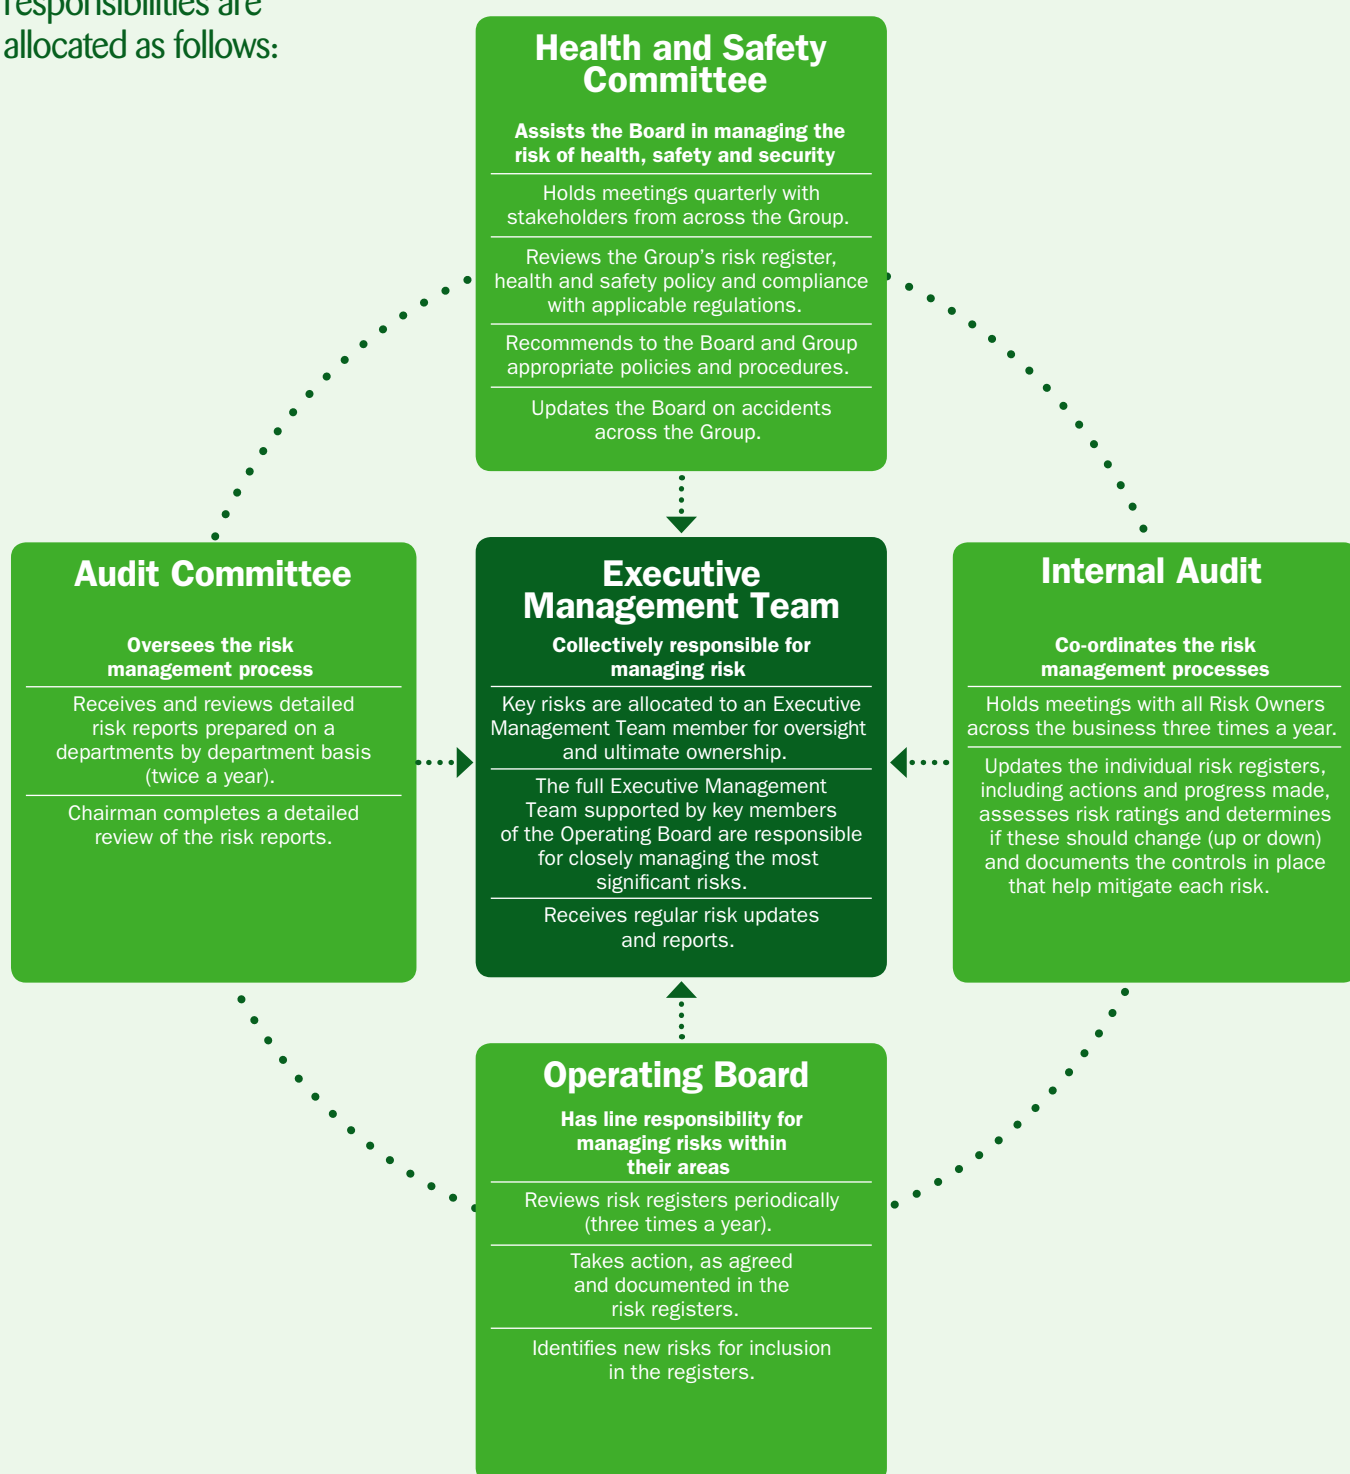 responsibilities are
allocated as follows:
Health and Safety
Committee
Assists the Board in managing the
risk of health, safety and security
Holds meetings quarterly with
stakeholders from across the Group.
Reviews the Group’s risk register,
health and safety policy and compliance
with applicable regulations.
Recommends to the Board and Group
appropriate policies and procedures.
Updates the Board on accidents
across the Group.
Audit Committee
Oversees the risk
management process
Receives and reviews detailed
risk reports prepared on a
departments by department basis
(twice a year).
Chairman completes a detailed
review of the risk reports.
Executive
Management Team
Collectively responsible for
managing risk
Key risks are allocated to an Executive
Management Team member for oversight
and ultimate ownership.
The full Executive Management
Team supported by key members
of the Operating Board are responsible
for closely managing the most
significant risks.
Receives regular risk updates
and reports.
Internal Audit
Co-ordinates the risk
management processes
Holds meetings with all Risk Owners
across the business three times a year.
Updates the individual risk registers,
including actions and progress made,
assesses risk ratings and determines
if these should change (up or down)
and documents the controls in place
that help mitigate each risk.
Operating Board
Has line responsibility for
managing risks within
their areas
Reviews risk registers periodically
(three times a year).
Takes action, as agreed
and documented in the
risk registers.
Identifies new risks for inclusion
in the registers.